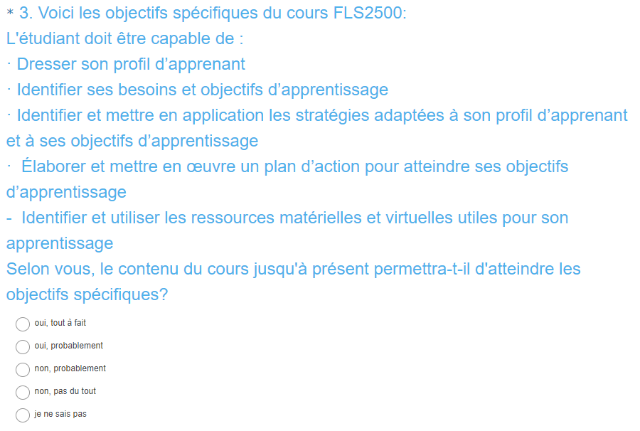 * 3. Voici les objectifs spécifiques du cours FLS2500:
L'étudiant doit être capable de :
· Dresser son profil d’apprenant
· Identifier ses besoins et objectifs d’apprentissage
· Identifier et mettre en application les stratégies adaptées à son profil d’apprenant
et à ses objectifs d’apprentissage
· Élaborer et mettre en œuvre un plan d’action pour atteindre ses objectifs
d’apprentissage
- Identifier et utiliser les ressources matérielles et virtuelles utiles pour son
apprentissage
Selon vous, le contenu du cours jusqu'à présent permettra-t-il d'atteindre les
objectifs spécifiques?
oui, tout à fait
oui, probablement
non, probablement
non, pas du tout
je ne sais pas